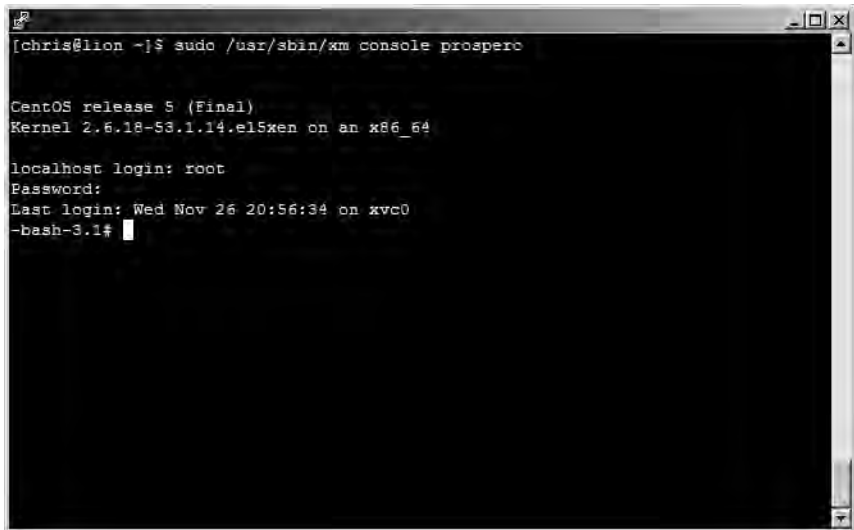 [chris@lion ~]$ sudo /usr/sbin/xm console prospero
CentOS release 5 (Final)
Kernel 2.6.18-53.1.14.el5xen on an x86_64
localhost login: root
Password:
Last login: Wed Nov 26 20:56:34 on xvc0
-bash-3.1#